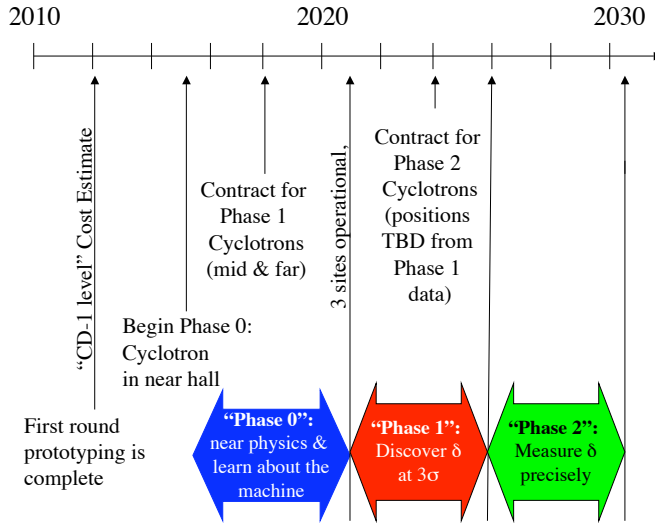 2010
2020
2030
“CD-1 level” Cost Estimate
First round
prototyping is
complete
Begin Phase 0:
Cyclotron
in near hall
Contract for
Phase 1
Cyclotrons
(mid & far)
3 sites operational,
Contract for
Phase 2
Cyclotrons
(positions
TBD from
Phase 1
data)
“Phase 0”:
near physics &
learn about the
machine
“Phase 1”:
Discover δ
at 3σ
“Phase 2”:
Measure δ
precisely